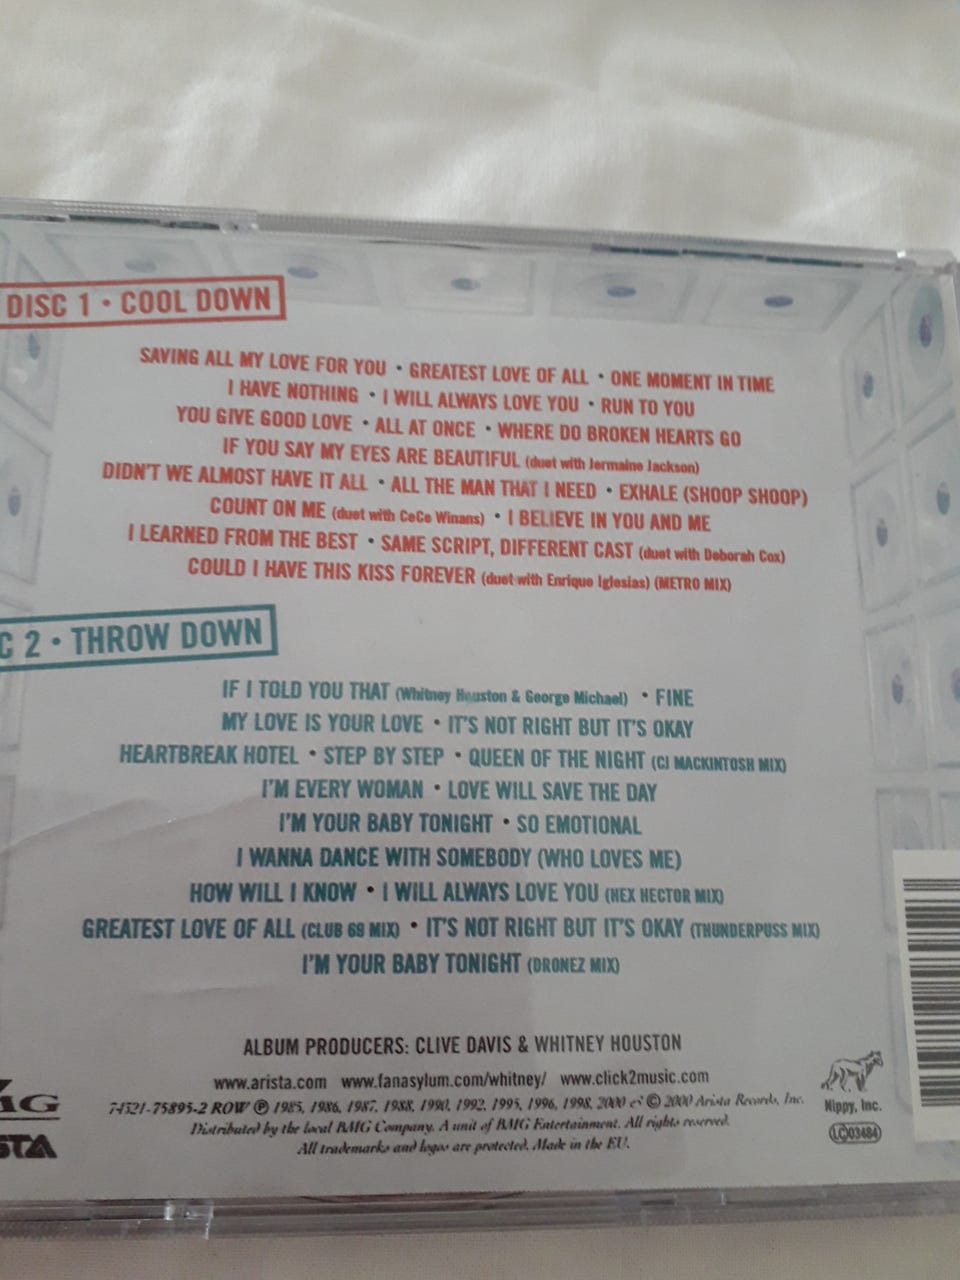 DISC 1 • COOL DOWN
SAVING ALL MY LOVE FOR YOU • GREATEST LOVE OF ALL • ONE MOMENT IN TIME
I HAVE NOTHING • I WILL ALWAYS LOVE YOU • RUN TO YOU
YOU GIVE GOOD LOVE • ALL AT ONCE • WHERE DO BROKEN HEARTS GO
IF YOU SAY MY EYES ARE BEAUTIFUL (duet with Jermaine Jackson)
DIDN'T WE ALMOST HAVE IT ALL • ALL THE MAN THAT I NEED • EXHALE (SHOOP SHOOP)
COUNT ON ME (duet with CeCe Winans) • I BELIEVE IN YOU AND ME
I LEARNED FROM THE BEST • SAME SCRIPT, DIFFERENT CAST (duet with Deborah Cox)
COULD I HAVE THIS KISS FOREVER (duet with Enrique Iglesias) (METRO MIX)
C 2 • THROW DOWN
IF I TOLD YOU THAT (Whitney Houston & George Michael) • FINE
MY LOVE IS YOUR LOVE • IT'S NOT RIGHT BUT IT'S OKAY
HEARTBREAK HOTEL • STEP BY STEP • QUEEN OF THE NIGHT (CJ MACKINTOSH MIX)
I'M EVERY WOMAN • LOVE WILL SAVE THE DAY
I'M YOUR BABY TONIGHT • SO EMOTIONAL
I WANNA DANCE WITH SOMEBODY (WHO LOVES ME)
HOW WILL I KNOW • I WILL ALWAYS LOVE YOU (HEX HECTOR MIX)
GREATEST LOVE OF ALL (CLUB 69 MIX) • IT'S NOT RIGHT BUT IT'S OKAY (THUNDERPUSS MIX)
I'M YOUR BABY TONIGHT (DRONEZ MIX)
ALBUM PRODUCERS: CLIVE DAVIS & WHITNEY HOUSTON
www.arista.com www.fanasylum.com/whitney/ www.click2music.com
74321-75895-2 ROW ℗ 1985, 1986, 1987, 1988, 1990, 1992, 1995, 1996, 1998, 2000 & © 2000 Arista Records, Inc.
Distributed by the local BMG Company. A unit of BMG Entertainment. All rights reserved.
All trademarks and logos are protected. Made in the EU.
Nippy, Inc.
LC 03484
MG
STA